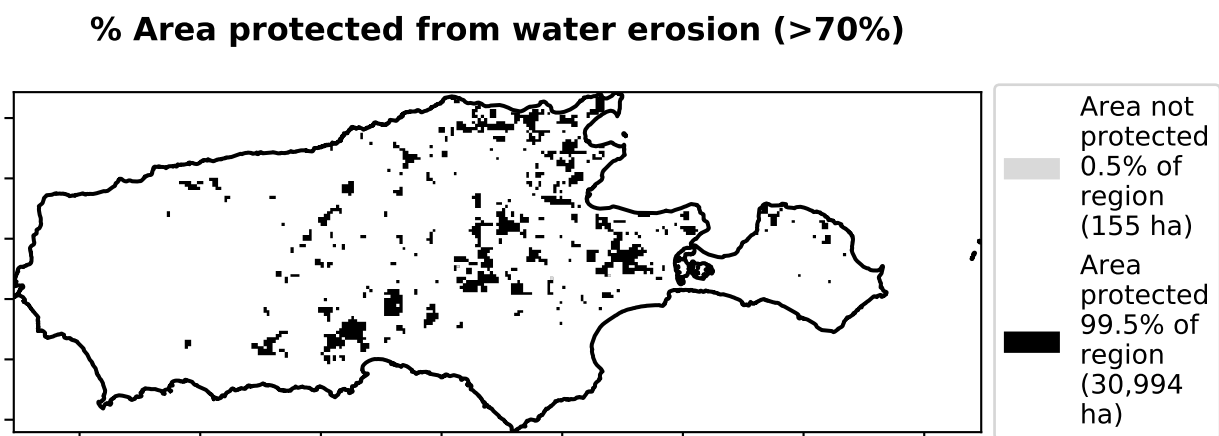 % Area protected from water erosion (>70%)
Area not
protected
0.5% of
region
(155 ha)
Area
protected
99.5% of
region
(30,994
ha)